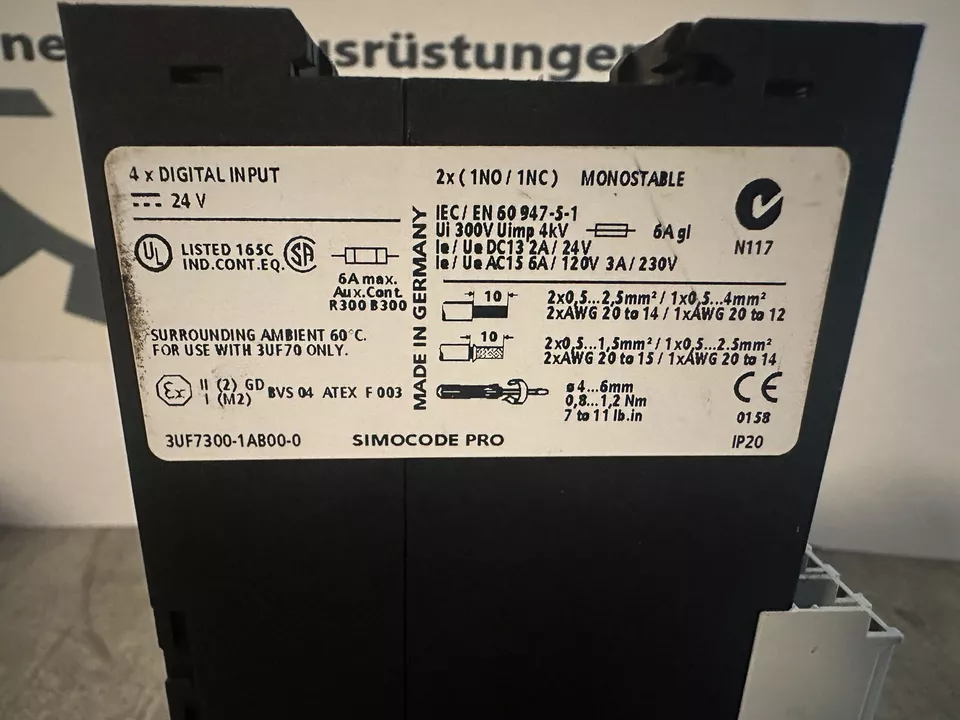 ne
usrüstungen
4 x DIGITAL INPUT
24 V
UL
LISTED 165C
IND.CONT.EQ.
SA
6A max.
Aux.Cont.
R300 B300
SURROUNDING AMBIENT 60°C.
FOR USE WITH 3UF70 ONLY.
Ex
II (2) GD
I (M2)
BVS 04 ATEX F 003
3UF7300-1AB00-0
SIMOCODE PRO
MADE IN GERMANY
2x ( 1NO / 1NC ) MONOSTABLE
IEC / EN 60 947-5-1
Ui 300V Uimp 4kV 6A gl
Ie / Ue DC13 2A / 24V
Ie / Ue AC15 6A / 120V 3A / 230V
N117
10
2x0,5...2,5mm² / 1x0,5...4mm²
2xAWG 20 to 14 / 1xAWG 20 to 12
10
2x0,5...1,5mm² / 1x0,5...2.5mm²
2xAWG 20 to 15 / 1xAWG 20 to 14
ø 4...6mm
0,8...1,2 Nm
7 to 11 lb.in
CE
0158
IP20